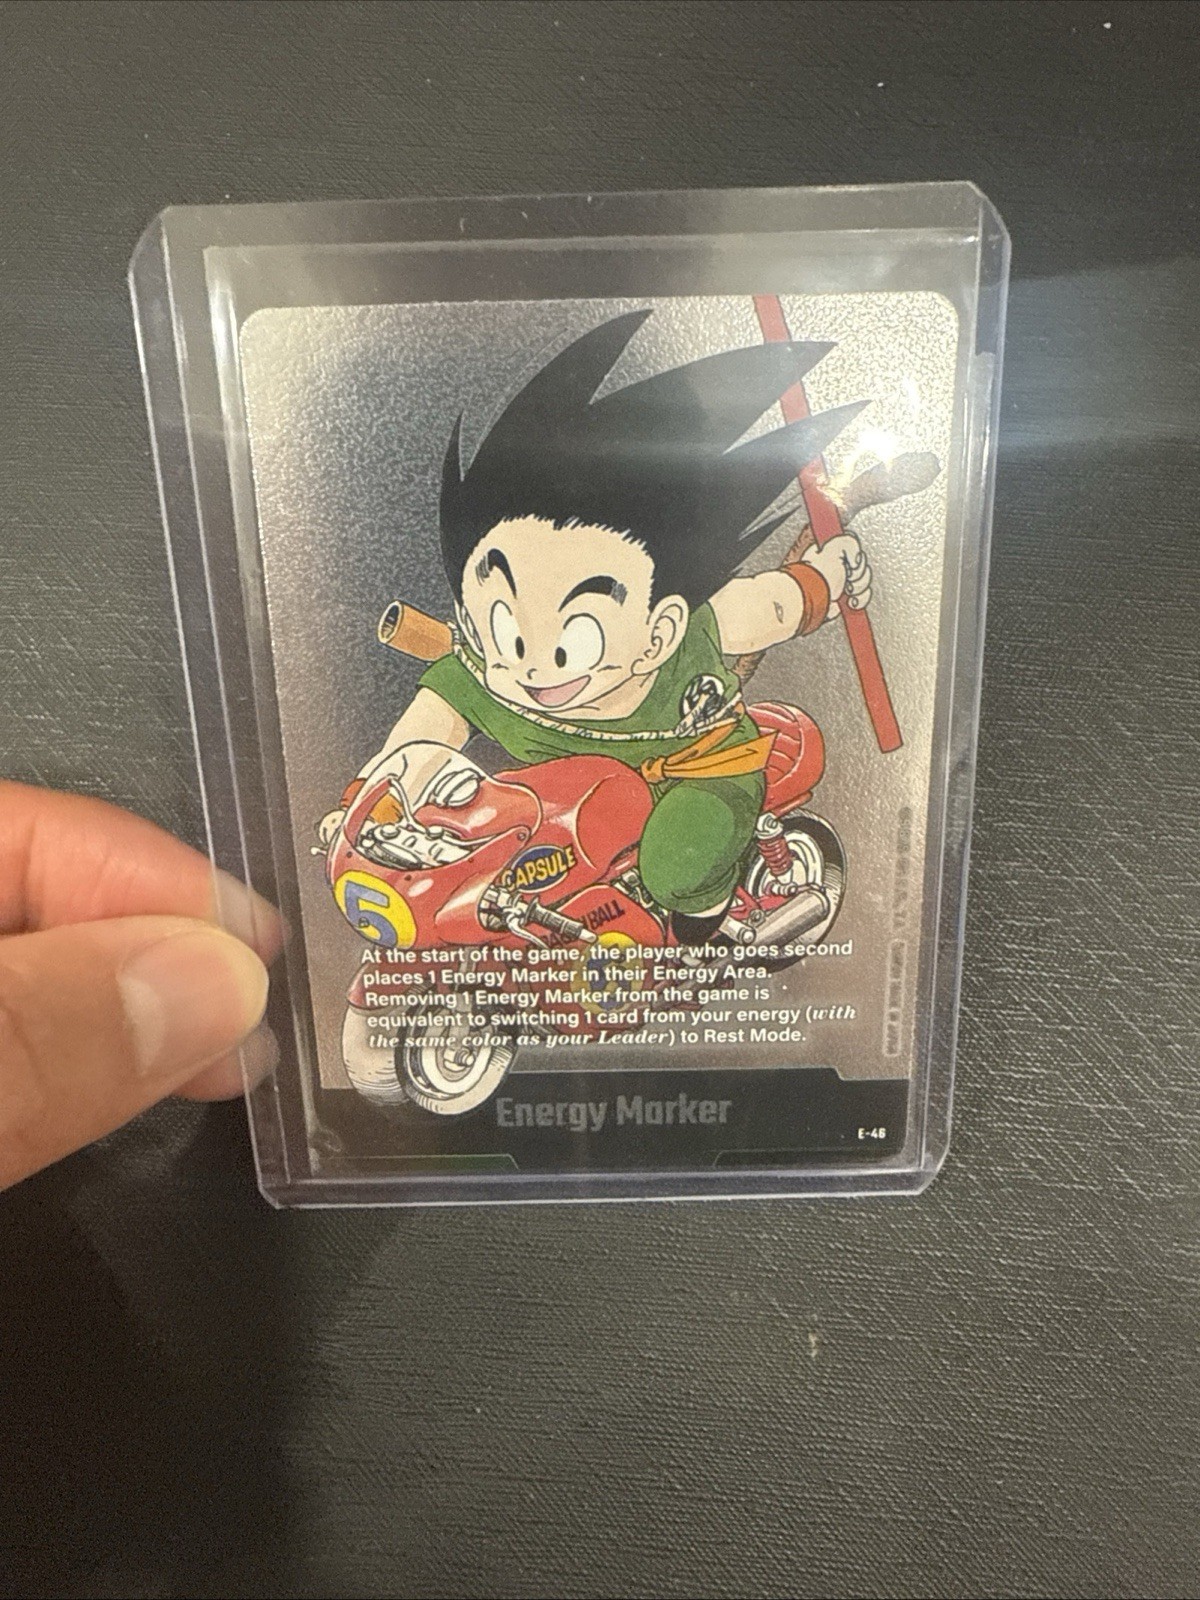 CAPSULE
5
At the start of the game, the player who goes second
places 1 Energy Marker in their Energy Area.
Removing 1 Energy Marker from the game is
equivalent to switching 1 card from your energy (with
the same color as your Leader) to Rest Mode.
Energy Marker
E-46